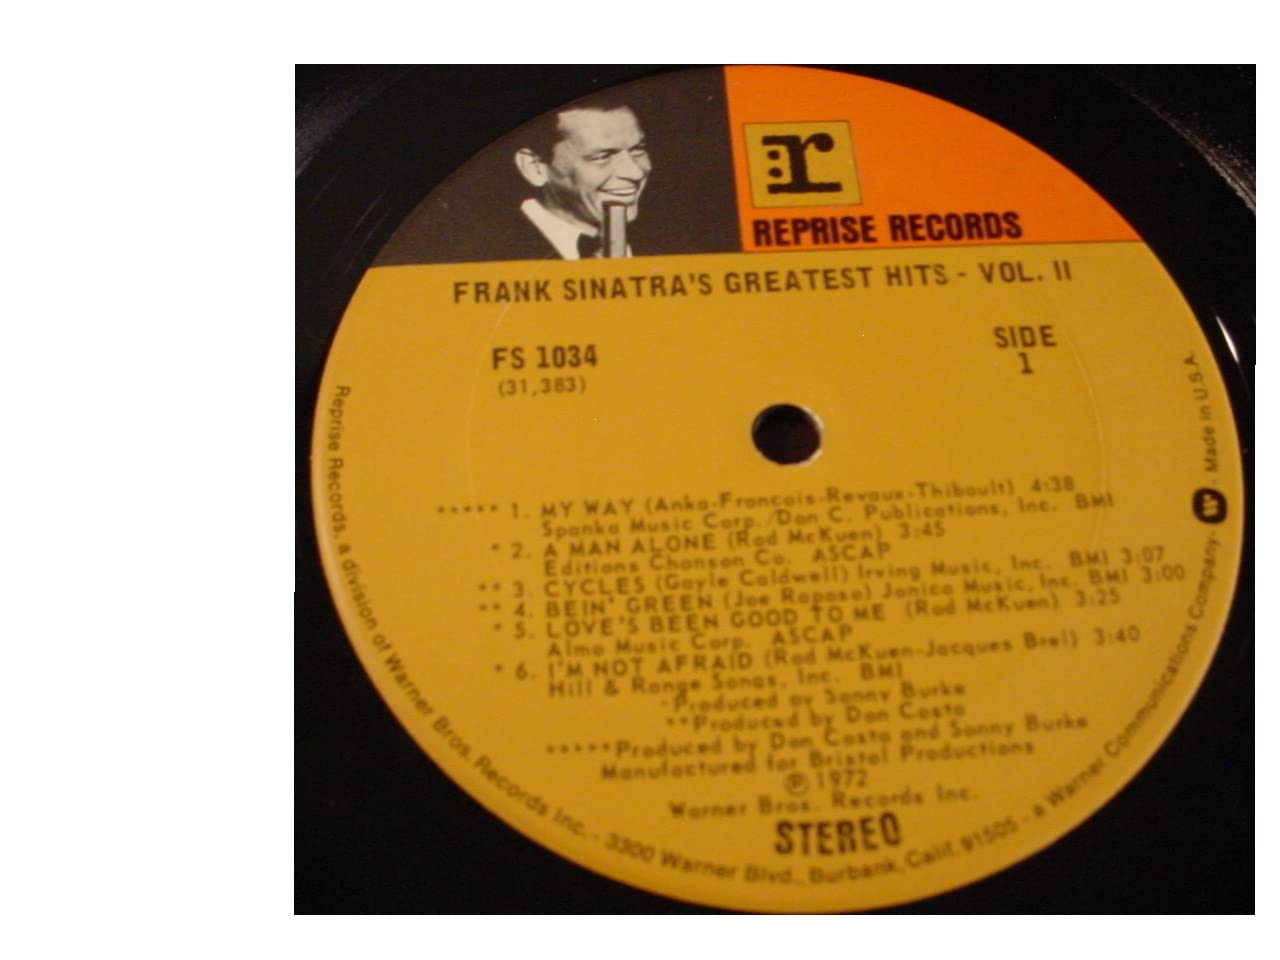 r
REPRISE RECORDS
FRANK SINATRA'S GREATEST HITS - VOL. II
FS 1034
(31,383)
SIDE
1
***** 1. MY WAY (Anka-Francois-Revaux-Thibault) 4:38
Spanka Music Corp./Don C. Publications, Inc. BMI
* 2. A MAN ALONE (Rod McKuen) 3:45
Editions Chanson Co. ASCAP
** 3. CYCLES (Gayle Caldwell) Irving Music, Inc. BMI 3:07
** 4. BEIN' GREEN (Joe Raposo) Jonico Music, Inc. BMI 3:00
* 5. LOVE'S BEEN GOOD TO ME (Rod McKuen) 3:25
Almo Music Corp. ASCAP
* 6. I'M NOT AFRAID (Rod McKuen-Jacques Brel) 3:40
Hill & Range Songs, Inc. BMI
*Produced by Sonny Burke
**Produced by Don Costa
*****Produced by Don Costa and Sonny Burke
Manufactured for Bristol Productions
℗ 1972
Warner Bros. Records Inc.
STEREO
Reprise Records, a division of Warner Bros. Records Inc. - 3300 Warner Blvd., Burbank, Calif. 91505 - a Warner Communications Company - W - Made in U.S.A.